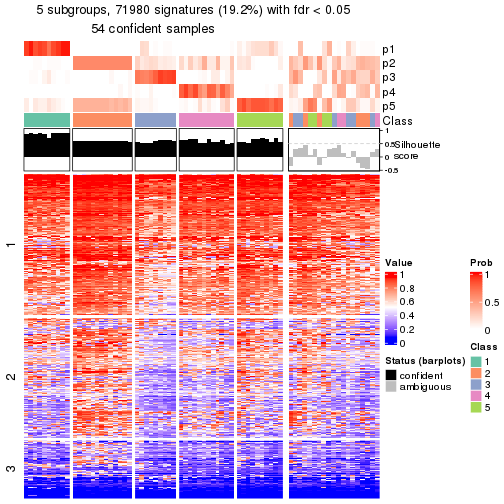 5 subgroups, 71980 signatures (19.2%) with fdr < 0.05
54 confident samples
p1
p2
p3
p4
p5
Class
1
0.5
0
-0.5
Silhouette
score
1
2
3
Value
1
0.8
0.6
0.4
0.2
0
Status (barplots)
confident
ambiguous
Prob
1
0.5
0
Class
1
2
3
4
5